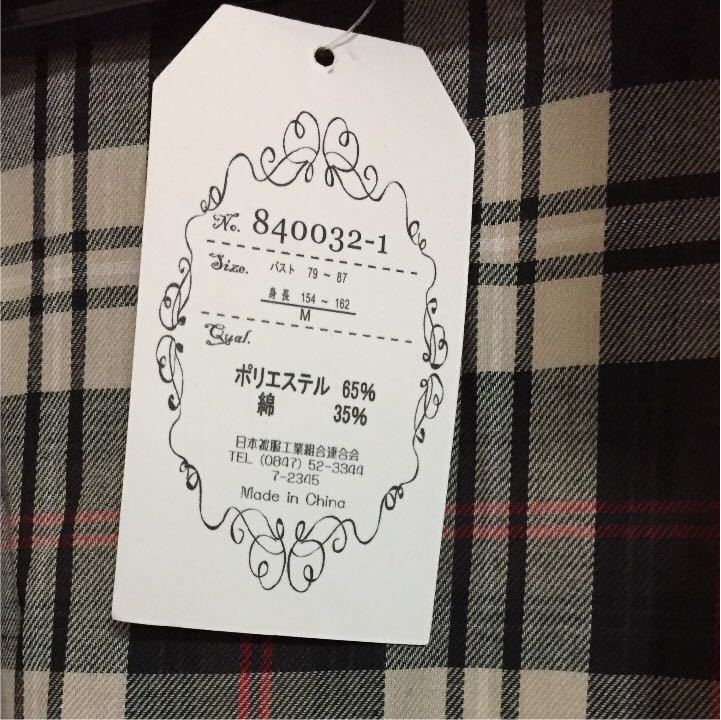 No. 840032-1
Size. バスト 79 ~ 87
身長 154 ~ 162
M
Qual.
ポリエステル 65%
綿 35%
日本被服工業組合連合会
TEL (0847) 52-3344
7-2345
Made in China